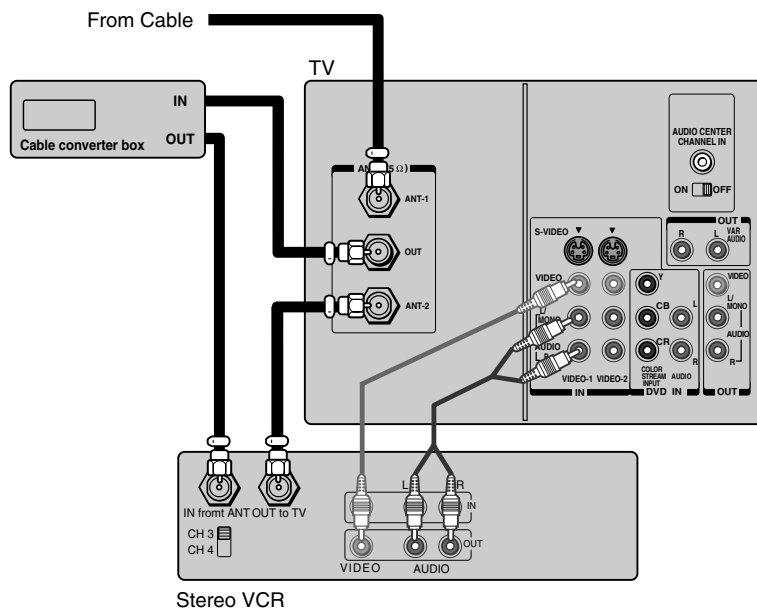 From Cable
TV
IN
OUT
Cable converter box
AN 5 Ω)
ANT-1
OUT
ANT-2
AUDIO CENTER
CHANNEL IN
ON OFF
OUT
R L VAR
AUDIO
S-VIDEO
VIDEO
L/
MONO
AUDIO
R
VIDEO-1 VIDEO-2
IN
Y
CB
CR
L
R
COLOR
STREAM
INPUT
AUDIO
DVD IN
VIDEO
L/
MONO
AUDIO
R
OUT
IN fromt ANT OUT to TV
CH 3
CH 4
L R
IN
OUT
VIDEO AUDIO
Stereo VCR